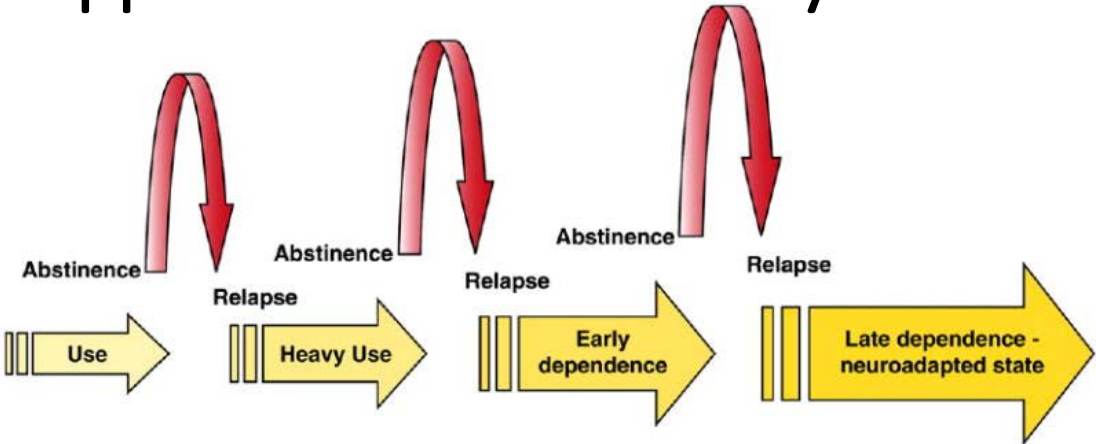 Abstinence
Relapse
Abstinence
Relapse
Abstinence
Relapse
Use
Heavy Use
Early
dependence
Late dependence -
neuroadapted state